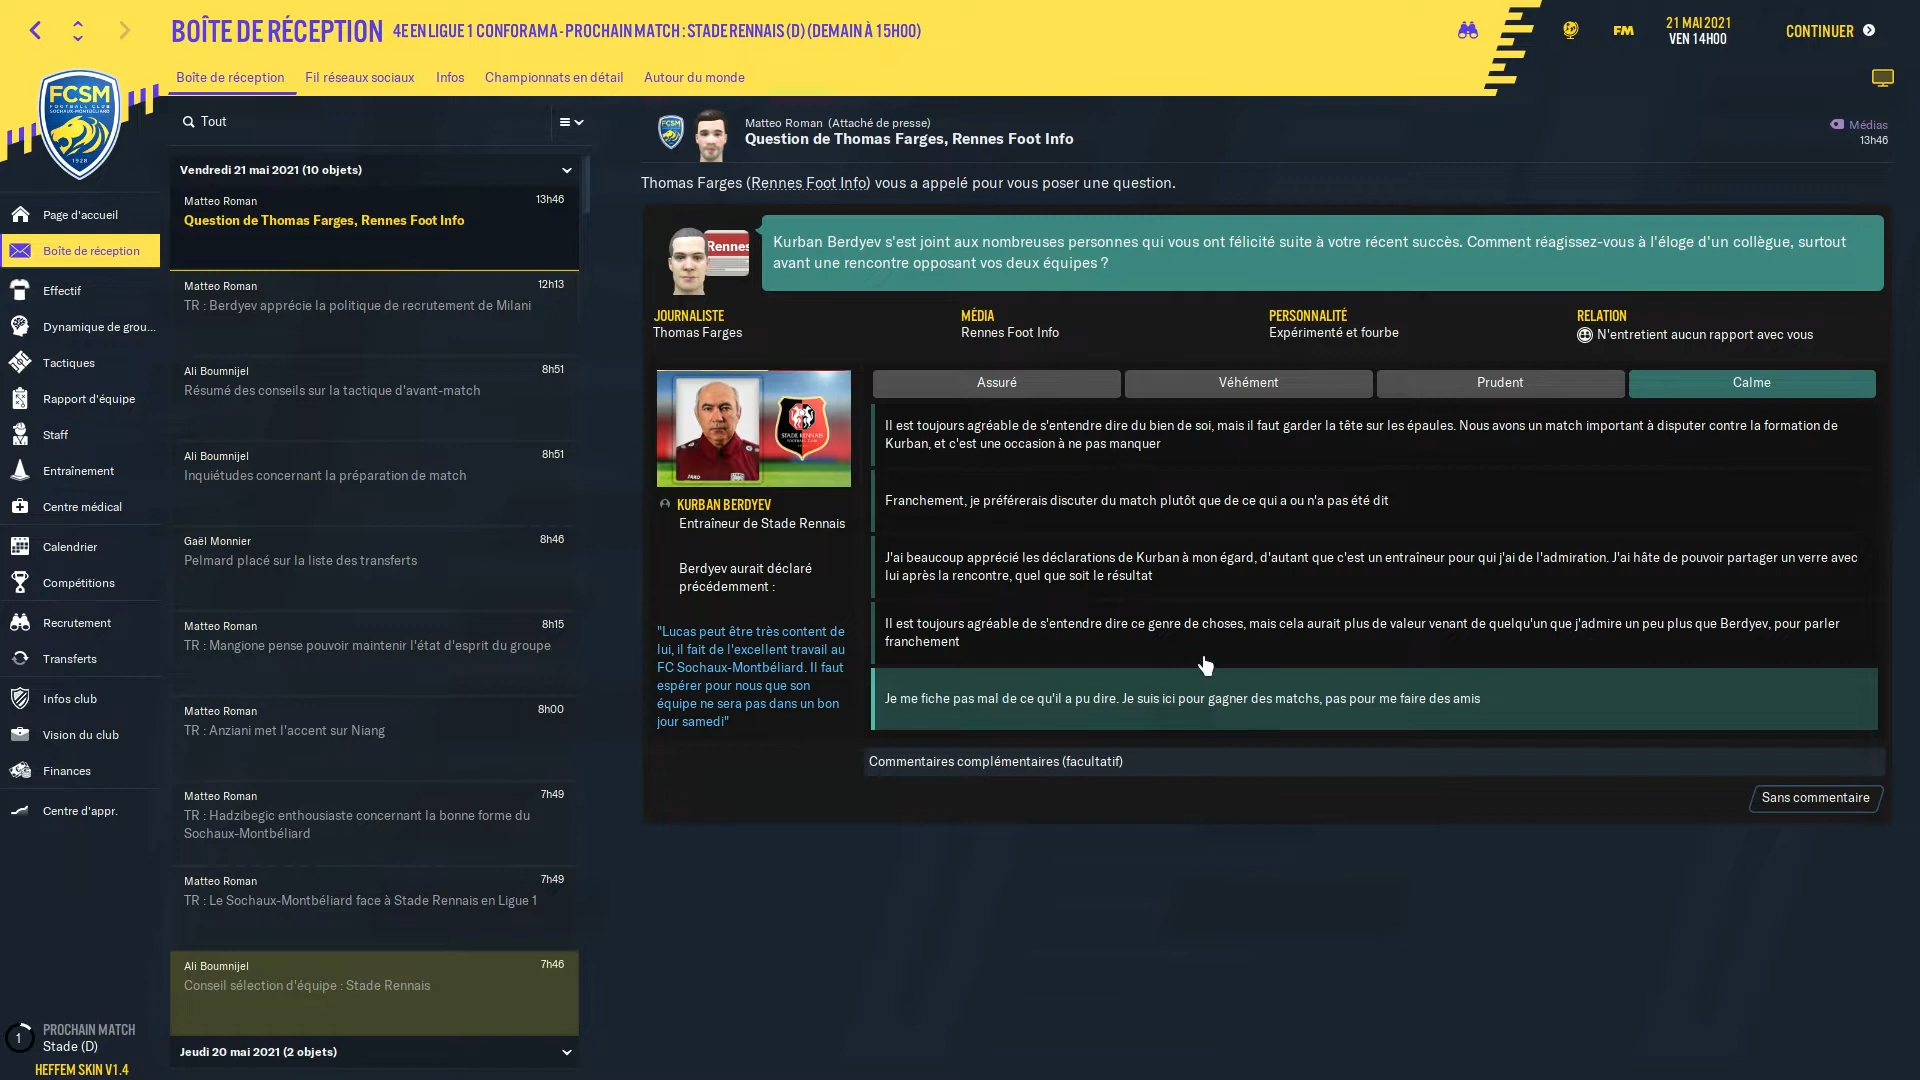 BOÎTE DE RÉCEPTION
4E EN LIGUE 1 CONFORAMA - PROCHAIN MATCH : STADE RENNAIS (D) (DEMAIN À 15H00)
FM
21 MAI 2021
VEN 14H00
CONTINUER
Boîte de réception
Fil réseaux sociaux
Infos
Championnats en détail
Autour du monde
FCSM
FOOTBALL CLUB
SOCHAUX-MONTBÉLIARD
1928
Page d'accueil
Boîte de réception
Effectif
Dynamique de grou...
Tactiques
Rapport d'équipe
Staff
Entraînement
Centre médical
Calendrier
Compétitions
Recrutement
Transferts
Infos club
Vision du club
Finances
Centre d'appr.
1
PROCHAIN MATCH
Stade (D)
HEFFEM SKIN V1.4
Tout
Vendredi 21 mai 2021 (10 objets)
Matteo Roman
13h46
Question de Thomas Farges, Rennes Foot Info
Matteo Roman
12h13
TR : Berdyev apprécie la politique de recrutement de Milani
Ali Boumnijel
8h51
Résumé des conseils sur la tactique d'avant-match
Ali Boumnijel
8h51
Inquiétudes concernant la préparation de match
Gaël Monnier
8h46
Pelmard placé sur la liste des transferts
Matteo Roman
8h15
TR : Mangione pense pouvoir maintenir l'état d'esprit du groupe
Matteo Roman
8h00
TR : Anziani met l'accent sur Niang
Matteo Roman
7h49
TR : Hadzibegic enthousiaste concernant la bonne forme du
Sochaux-Montbéliard
Matteo Roman
7h49
TR : Le Sochaux-Montbéliard face à Stade Rennais en Ligue 1
Ali Boumnijel
7h46
Conseil sélection d'équipe : Stade Rennais
Jeudi 20 mai 2021 (2 objets)
FCSM
Matteo Roman (Attaché de presse)
Question de Thomas Farges, Rennes Foot Info
Médias
13h46
Thomas Farges (Rennes Foot Info) vous a appelé pour vous poser une question.
Rennes
Kurban Berdyev s'est joint aux nombreuses personnes qui vous ont félicité suite à votre récent succès. Comment réagissez-vous à l'éloge d'un collègue, surtout
avant une rencontre opposant vos deux équipes ?
JOURNALISTE
Thomas Farges
MÉDIA
Rennes Foot Info
PERSONNALITÉ
Expérimenté et fourbe
RELATION
N'entretient aucun rapport avec vous
STADE RENNAIS
KURBAN BERDYEV
Entraîneur de Stade Rennais
Berdyev aurait déclaré
précédemment :
"Lucas peut être très content de
lui, il fait de l'excellent travail au
FC Sochaux-Montbéliard. Il faut
espérer pour nous que son
équipe ne sera pas dans un bon
jour samedi"
Assuré
Véhément
Prudent
Calme
Il est toujours agréable de s'entendre dire du bien de soi, mais il faut garder la tête sur les épaules. Nous avons un match important à disputer contre la formation de
Kurban, et c'est une occasion à ne pas manquer
Franchement, je préférerais discuter du match plutôt que de ce qui a ou n'a pas été dit
J'ai beaucoup apprécié les déclarations de Kurban à mon égard, d'autant que c'est un entraîneur pour qui j'ai de l'admiration. J'ai hâte de pouvoir partager un verre avec
lui après la rencontre, quel que soit le résultat
Il est toujours agréable de s'entendre dire ce genre de choses, mais cela aurait plus de valeur venant de quelqu'un que j'admire un peu plus que Berdyev, pour parler
franchement
Je me fiche pas mal de ce qu'il a pu dire. Je suis ici pour gagner des matchs, pas pour me faire des amis
Commentaires complémentaires (facultatif)
Sans commentaire